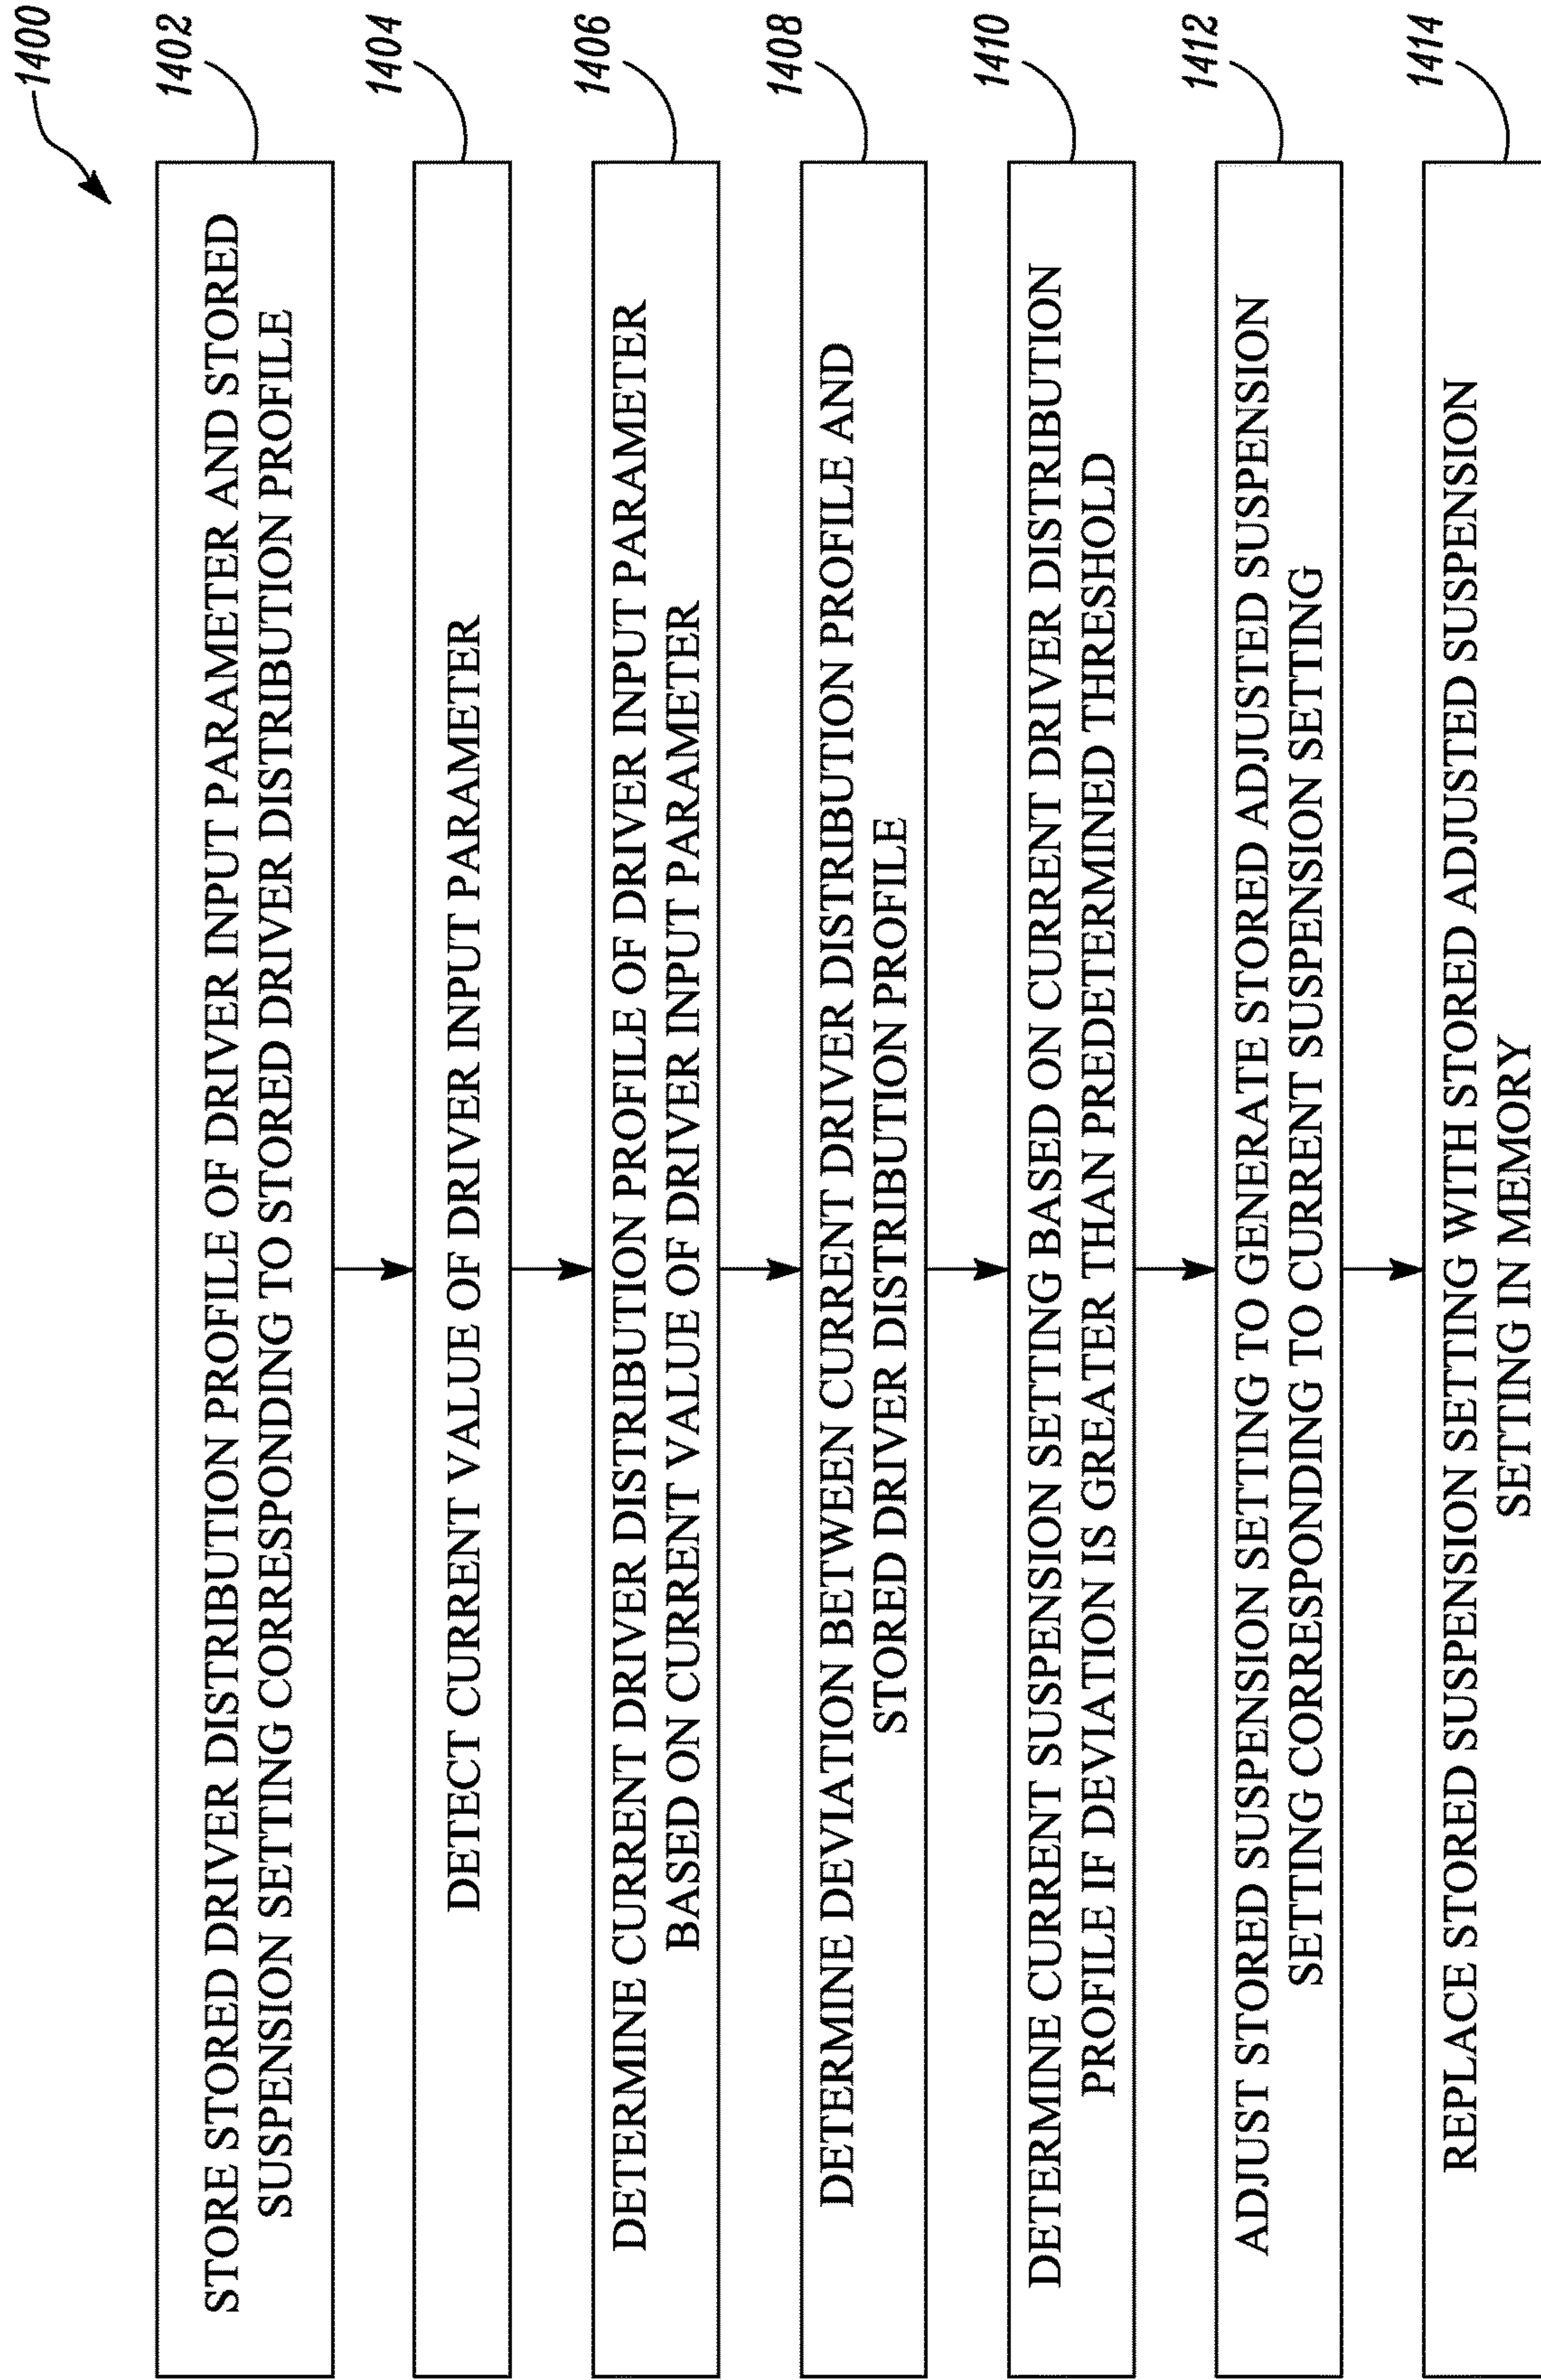 1400
STORE STORED DRIVER DISTRIBUTION PROFILE OF DRIVER INPUT PARAMETER AND STORED
SUSPENSION SETTING CORRESPONDING TO STORED DRIVER DISTRIBUTION PROFILE
1402
DETECT CURRENT VALUE OF DRIVER INPUT PARAMETER
1404
DETERMINE CURRENT DRIVER DISTRIBUTION PROFILE OF DRIVER INPUT PARAMETER
BASED ON CURRENT VALUE OF DRIVER INPUT PARAMETER
1406
DETERMINE DEVIATION BETWEEN CURRENT DRIVER DISTRIBUTION PROFILE AND
STORED DRIVER DISTRIBUTION PROFILE
1408
DETERMINE CURRENT SUSPENSION SETTING BASED ON CURRENT DRIVER DISTRIBUTION
PROFILE IF DEVIATION IS GREATER THAN PREDETERMINED THRESHOLD
1410
ADJUST STORED SUSPENSION SETTING TO GENERATE STORED ADJUSTED SUSPENSION
SETTING CORRESPONDING TO CURRENT SUSPENSION SETTING
1412
REPLACE STORED SUSPENSION SETTING WITH STORED ADJUSTED SUSPENSION
SETTING IN MEMORY
1414